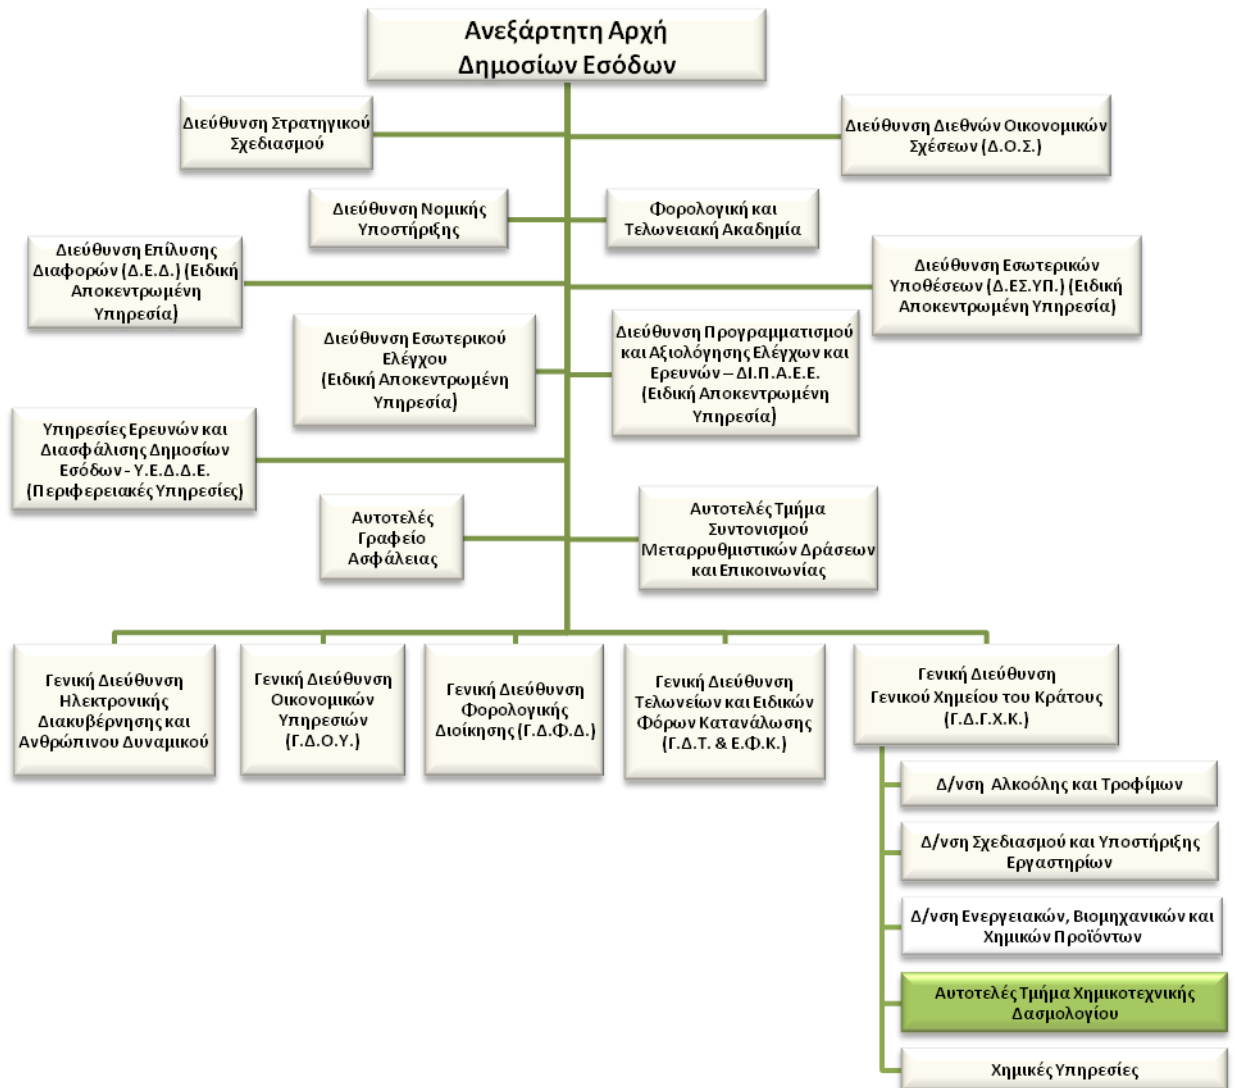 Ανεξάρτητη Αρχή
Δημοσίων Εσόδων
Διεύθυνση Στρατηγικού
Σχεδιασμού
Διεύθυνση Διεθνών Οικονομικών
Σχέσεων (Δ.Ο.Σ.)
Διεύθυνση Νομικής
Υποστήριξης
Φορολογική και
Τελωνειακή Ακαδημία
Διεύθυνση Επίλυσης
Διαφορών (Δ.Ε.Δ.) (Ειδική
Αποκεντρωμένη
Υπηρεσία)
Διεύθυνση Εσωτερικών
Υποθέσεων (Δ.ΕΣ.ΥΠ.) (Ειδική
Αποκεντρωμένη Υπηρεσία)
Διεύθυνση Εσωτερικού
Ελέγχου
(Ειδική Αποκεντρωμένη
Υπηρεσία)
Διεύθυνση Προγραμματισμού
και Αξιολόγησης Ελέγχων και
Ερευνών – ΔΙ.Π.Α.Ε.Ε.
(Ειδική Αποκεντρωμένη
Υπηρεσία)
Υπηρεσίες Ερευνών και
Διασφάλισης Δημοσίων
Εσόδων - Υ.Ε.Δ.Δ.Ε.
(Περιφερειακές Υπηρεσίες)
Αυτοτελές
Γραφείο
Ασφάλειας
Αυτοτελές Τμήμα
Συντονισμού
Μεταρρυθμιστικών Δράσεων
και Επικοινωνίας
Γενική Διεύθυνση
Ηλεκτρονικής
Διακυβέρνησης και
Ανθρώπινου Δυναμικού
Γενική Διεύθυνση
Οικονομικών
Υπηρεσιών
(Γ.Δ.Ο.Υ.)
Γενική Διεύθυνση
Φορολογικής
Διοίκησης (Γ.Δ.Φ.Δ.)
Γενική Διεύθυνση
Τελωνείων και Ειδικών
Φόρων Κατανάλωσης
(Γ.Δ.Τ. & Ε.Φ.Κ.)
Γενική Διεύθυνση
Γενικού Χημείου του Κράτους
(Γ.Δ.Γ.Χ.Κ.)
Δ/νση Αλκοόλης και Τροφίμων
Δ/νση Σχεδιασμού και Υποστήριξης
Εργαστηρίων
Δ/νση Ενεργειακών, Βιομηχανικών και
Χημικών Προϊόντων
Αυτοτελές Τμήμα Χημικοτεχνικής
Δασμολογίου
Χημικές Υπηρεσίες